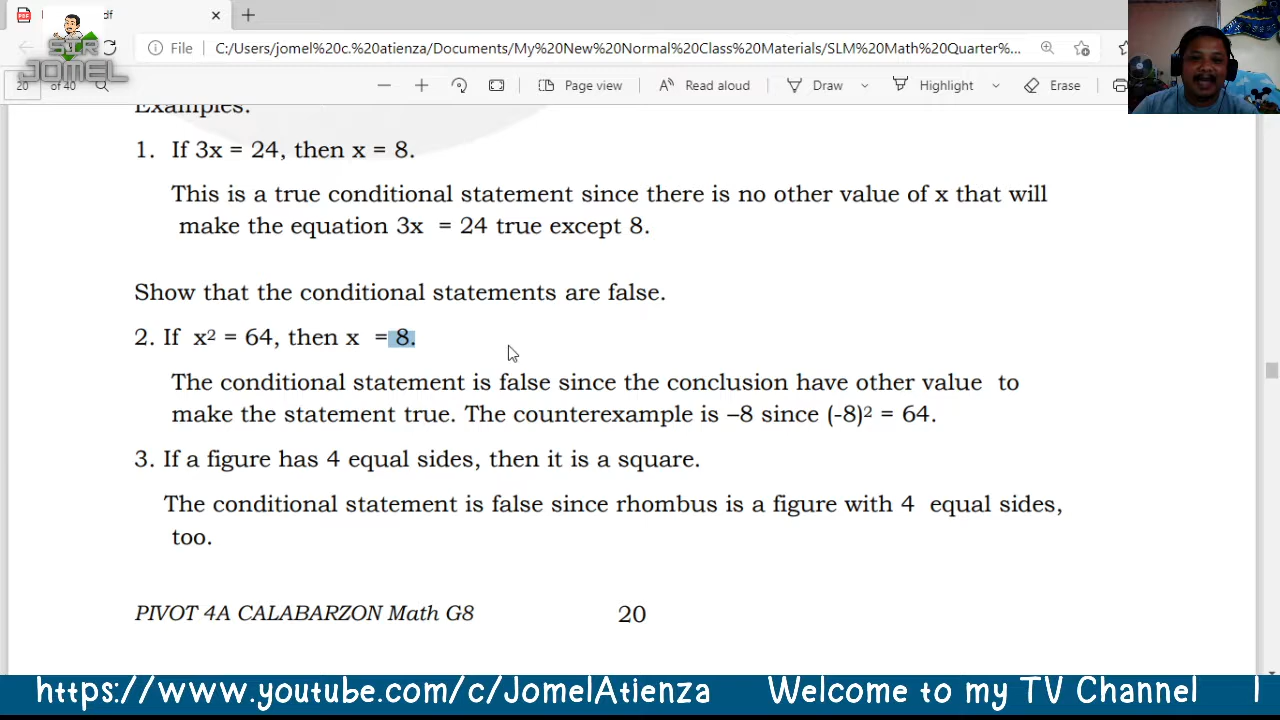 df
SIR
JOMEL
File
C:/Users/jomel%20c.%20atienza/Documents/My%20New%20Normal%20Class%20Materials/SLM%20Math%20Quarter%...
20 of 40
Page view
Read aloud
Draw
Highlight
Erase
Examples:
1. If 3x = 24, then x = 8.
This is a true conditional statement since there is no other value of x that will
make the equation 3x = 24 true except 8.
Show that the conditional statements are false.
2. If x² = 64, then x = 8.
The conditional statement is false since the conclusion have other value to
make the statement true. The counterexample is –8 since (-8)² = 64.
3. If a figure has 4 equal sides, then it is a square.
The conditional statement is false since rhombus is a figure with 4 equal sides,
too.
PIVOT 4A CALABARZON Math G8
20
https://www.youtube.com/c/JomelAtienza Welcome to my TV Channel